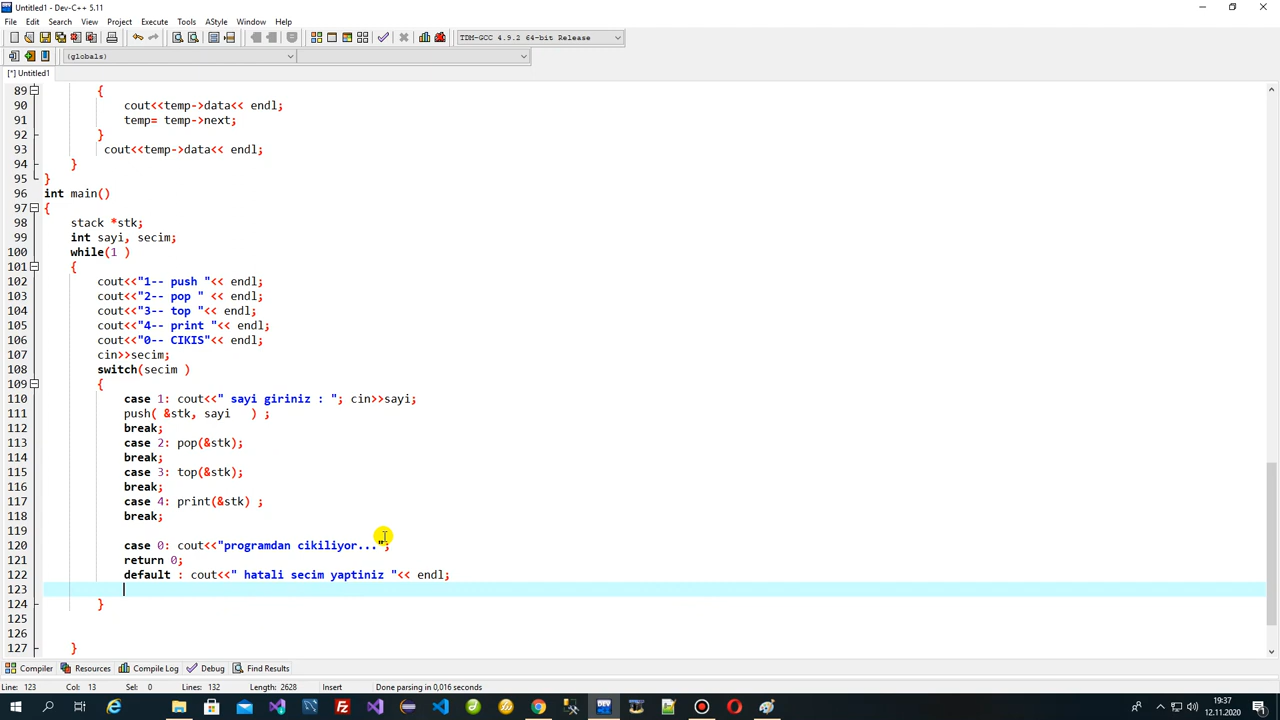 Untitled1 - Dev-C++ 5.11
File Edit Search View Project Execute Tools AStyle Window Help
TDM-GCC 4.9.2 64-bit Release
(globals)
[*] Untitled1
89 {
90 cout<<temp->data<< endl;
91 temp= temp->next;
92 }
93 cout<<temp->data<< endl;
94 }
95 }
96 int main()
97 {
98 stack *stk;
99 int sayi, secim;
100 while(1 )
101 {
102 cout<<"1-- push "<< endl;
103 cout<<"2-- pop " << endl;
104 cout<<"3-- top "<< endl;
105 cout<<"4-- print "<< endl;
106 cout<<"0-- CIKIS"<< endl;
107 cin>>secim;
108 switch(secim )
109 {
110 case 1: cout<<" sayi giriniz : "; cin>>sayi;
111 push( &stk, sayi   ) ;
112 break;
113 case 2: pop(&stk);
114 break;
115 case 3: top(&stk);
116 break;
117 case 4: print(&stk) ;
118 break;
119
120 case 0: cout<<"programdan cikiliyor...";
121 return 0;
122 default : cout<<" hatali secim yaptiniz "<< endl;
123
124 }
125
126
127 }
Compiler Resources Compile Log Debug Find Results
Line: 123 Col: 13 Sel: 0 Lines: 132 Length: 2628 Insert Done parsing in 0,016 seconds
19:37
12.11.2020